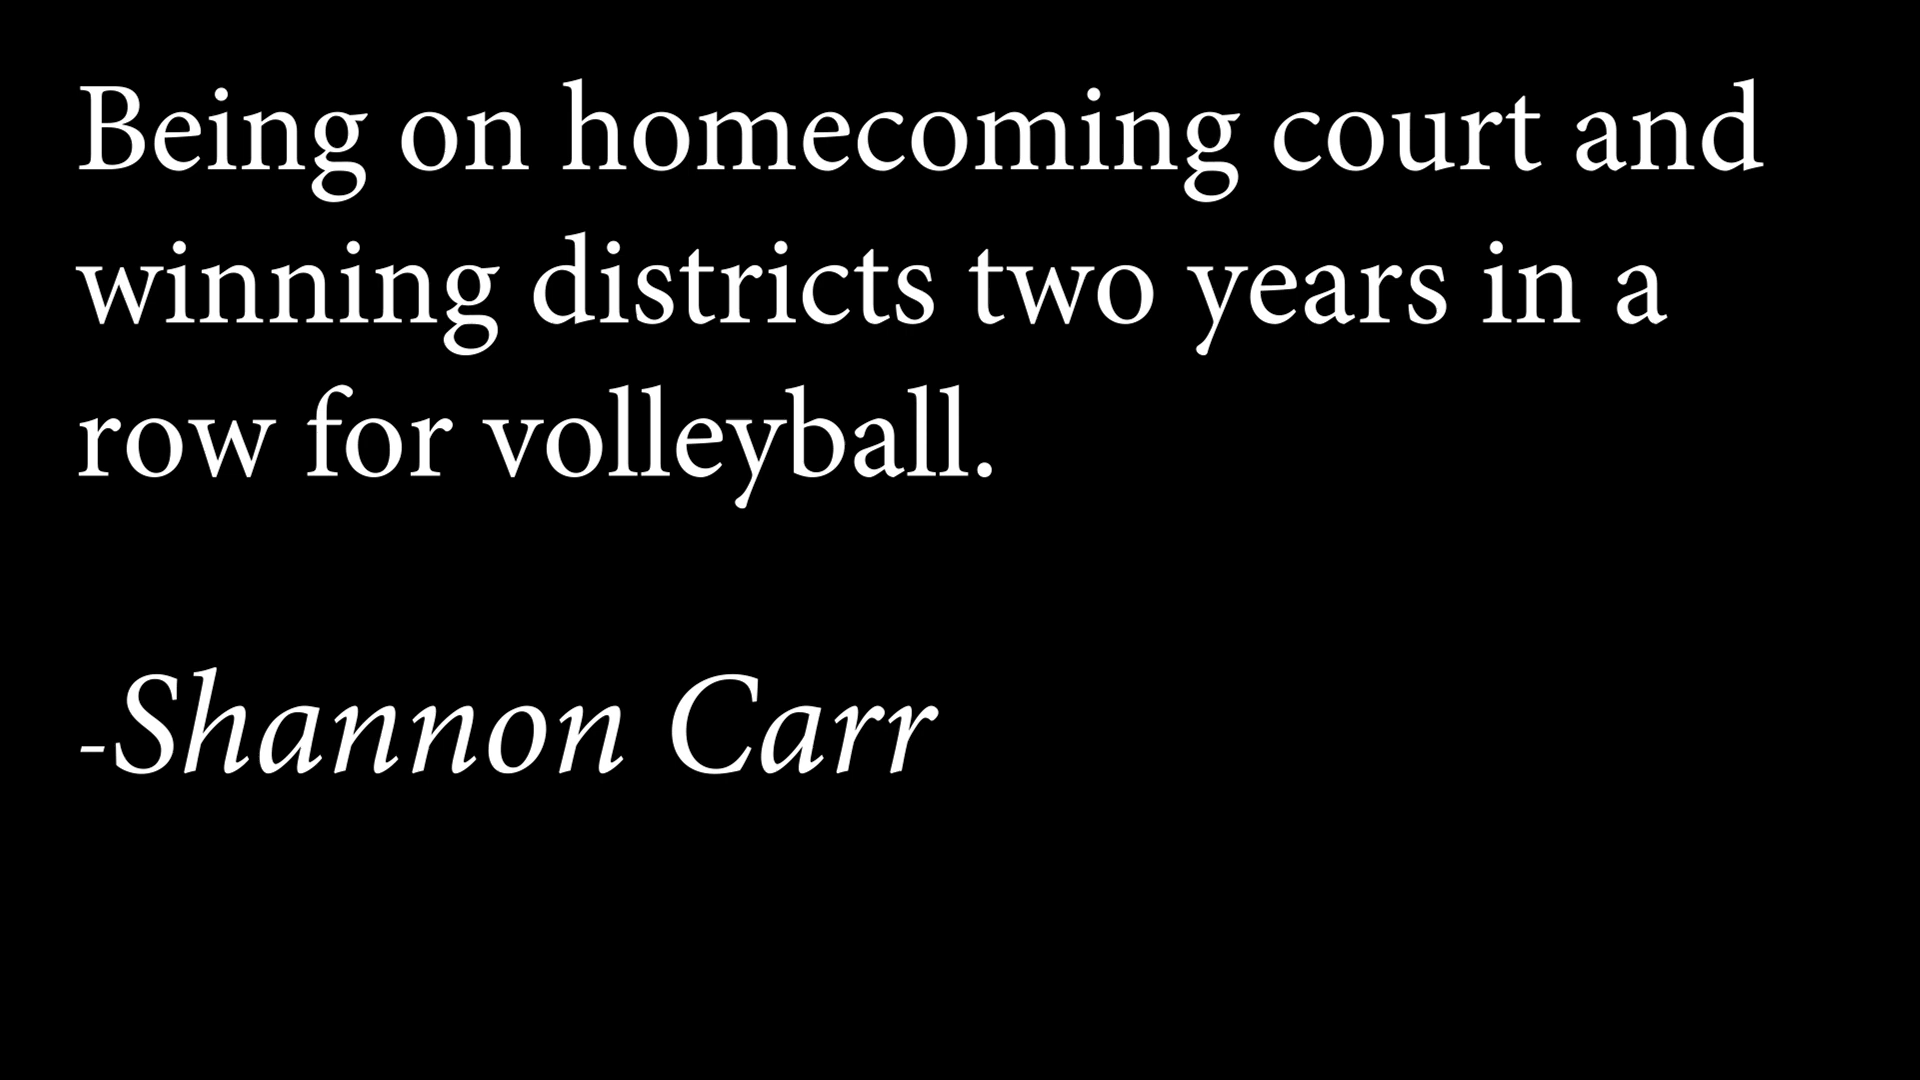 Being on homecoming court and
winning districts two years in a
row for volleyball.
-Shannon Carr